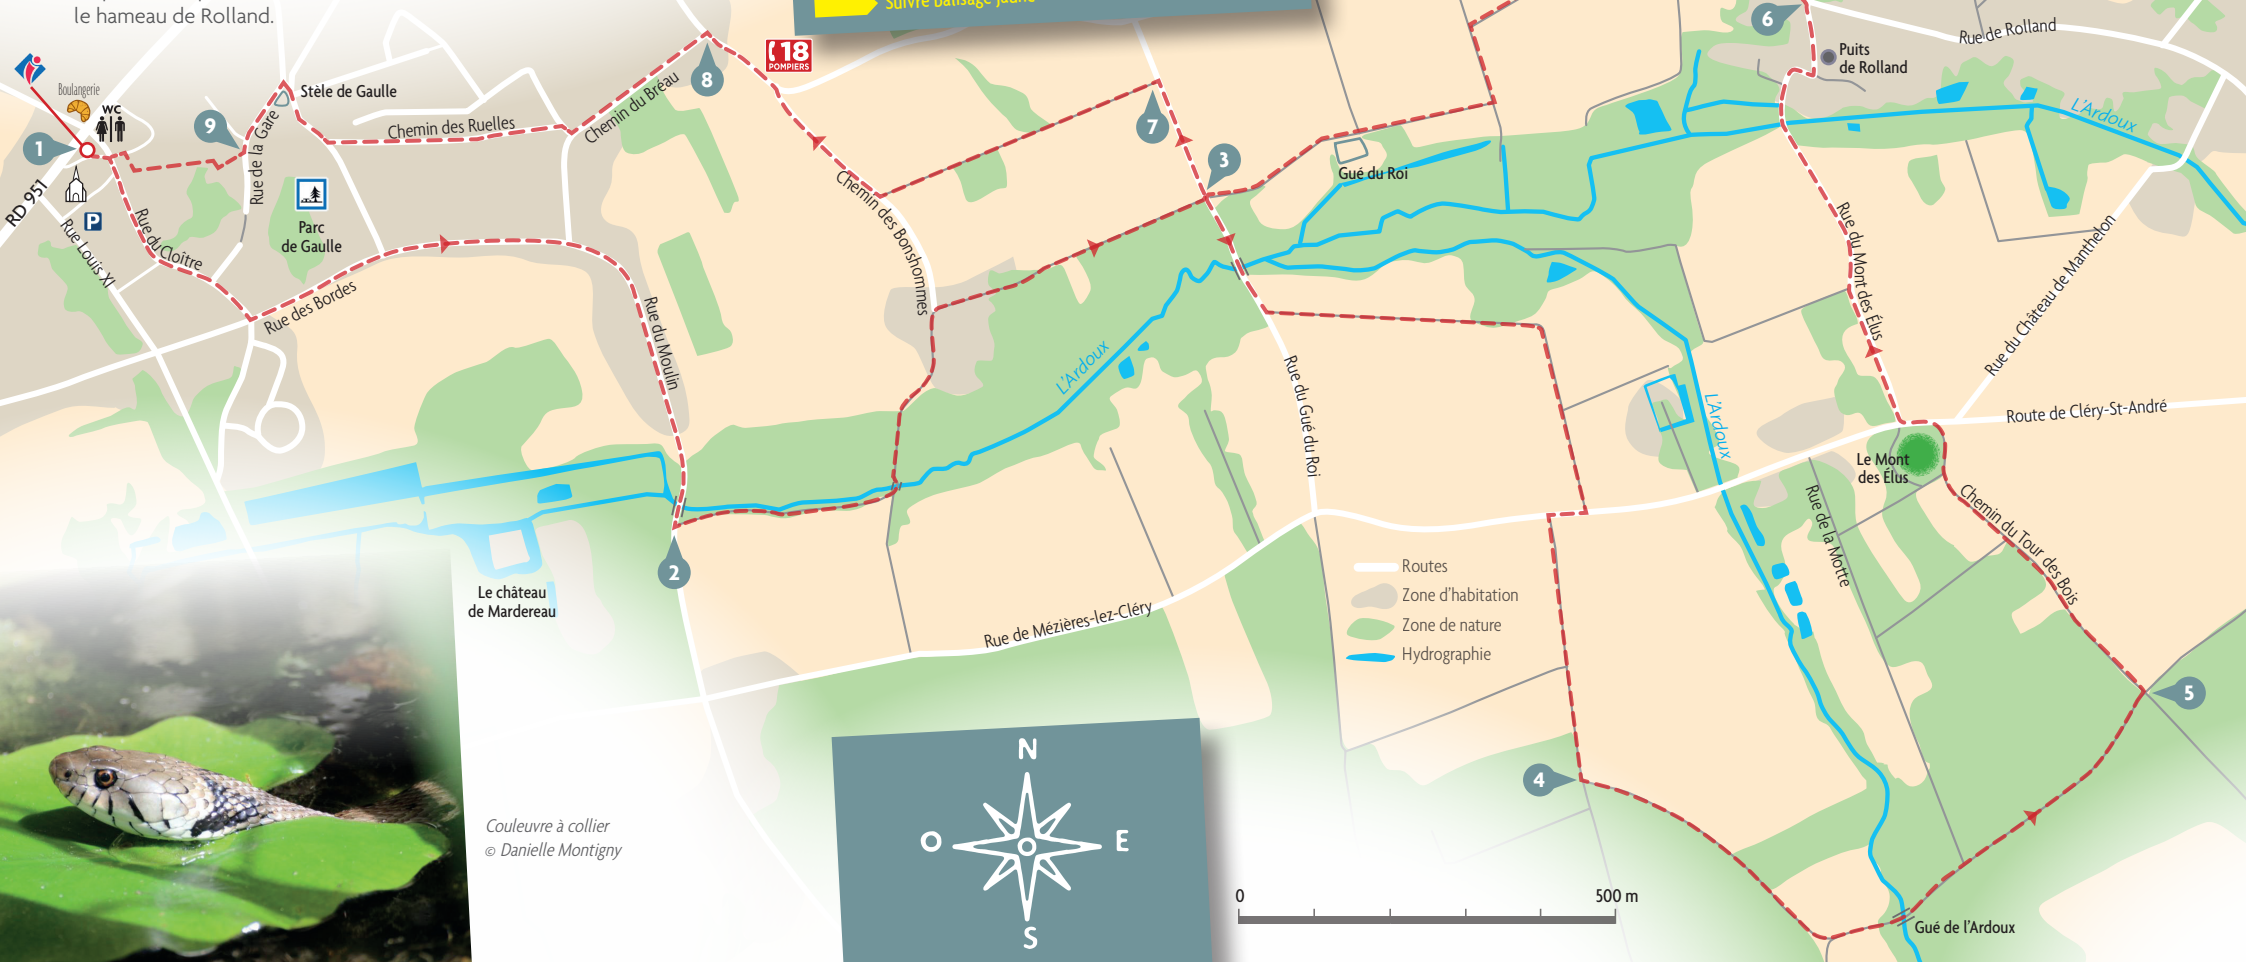 le hameau de Rolland.
Suivre balisage jaune
18
POMPIERS
Boulangerie
WC
1
RD 951
P
Rue Louis XI
Rue du Cloître
9
Rue de la Gare
Stèle de Gaulle
Parc
de Gaulle
Chemin des Ruelles
Chemin du Bréau
8
Rue des Bordes
Rue du Moulin
Chemin des Bonshommes
7
3
Gué du Roi
6
Puits
de Rolland
Rue de Rolland
L'Ardoux
Rue du Mont des Élus
Rue du Château de Manthelon
Route de Cléry-St-André
L'Ardoux
L'Ardoux
Rue du Gué du Roi
Le Mont
des Élus
Chemin du Tour des Bois
Rue de la Motte
2
Le château
de Mardereau
Rue de Mézières-lez-Cléry
Routes
Zone d'habitation
Zone de nature
Hydrographie
5
4
Gué de l'Ardoux
N
O
E
S
0
500 m
Couleuvre à collier
© Danielle Montigny